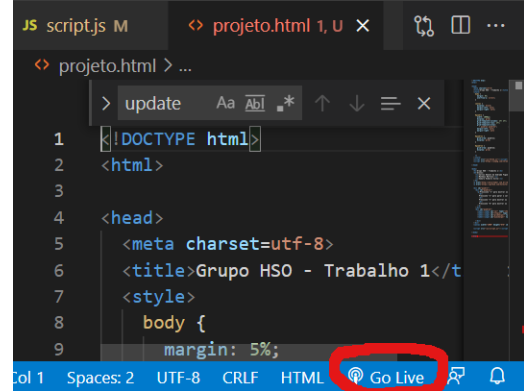 JS script.js M <> projeto.html 1, U
<> projeto.html > ...
> update Aa Abl .*
1 <!DOCTYPE html>
2 <html>
3
4 <head>
5 <meta charset=utf-8>
6 <title>Grupo HSO - Trabalho 1</t
7 <style>
8 body {
9 margin: 5%;
Col 1 Spaces: 2 UTF-8 CRLF HTML Go Live